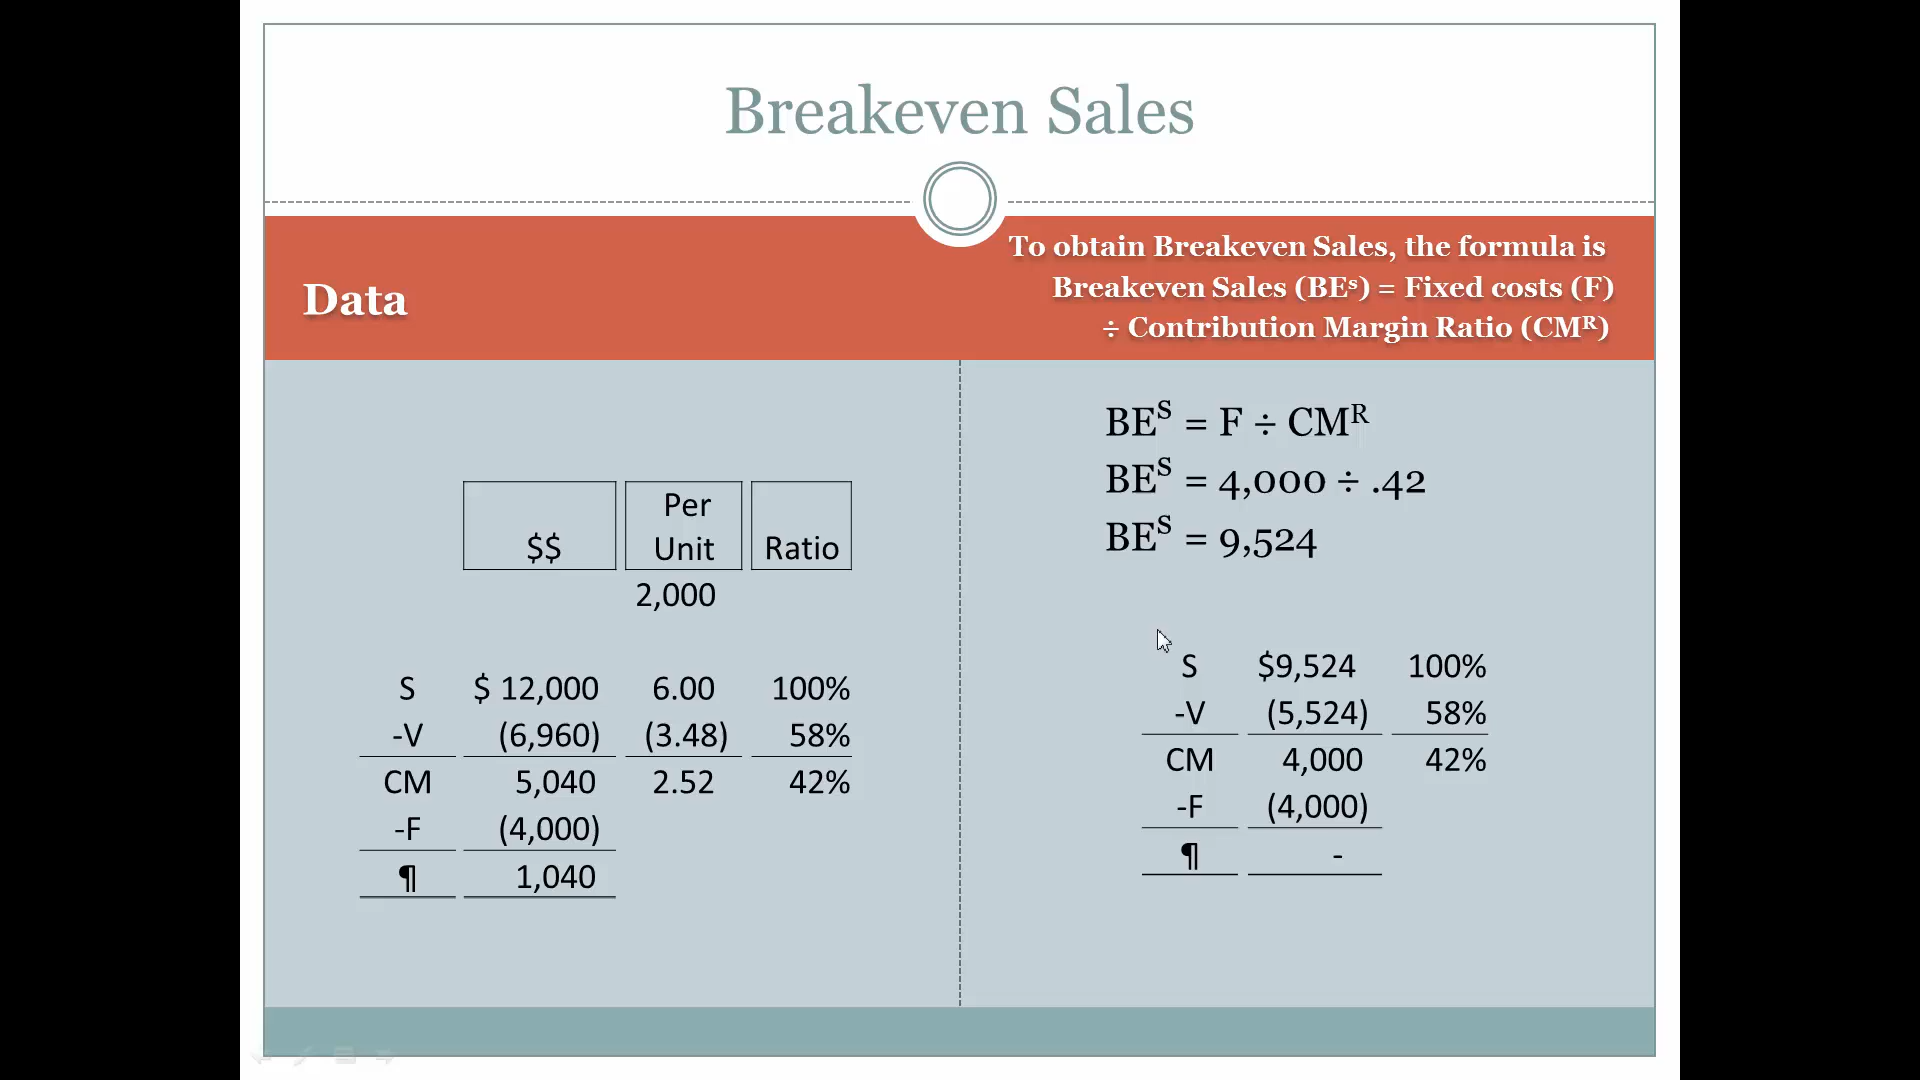 Breakeven Sales
Data
To obtain Breakeven Sales, the formula is
Breakeven Sales (BEˢ) = Fixed costs (F)
÷ Contribution Margin Ratio (CMᴿ)
$$ Per Unit Ratio
2,000
S $ 12,000 6.00 100%
-V (6,960) (3.48) 58%
CM 5,040 2.52 42%
-F (4,000)
¶ 1,040
BEˢ = F ÷ CMᴿ
BEˢ = 4,000 ÷ .42
BEˢ = 9,524
S $9,524 100%
-V (5,524) 58%
CM 4,000 42%
-F (4,000)
¶ -